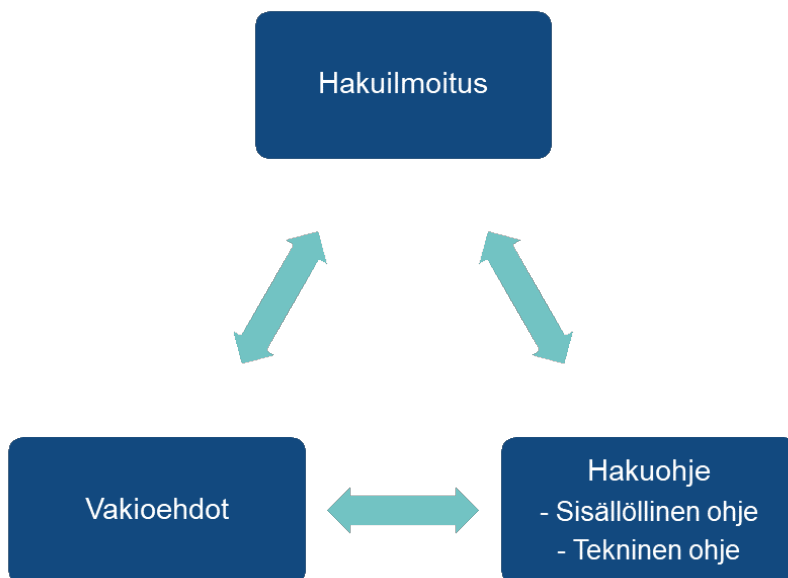 Hakuilmoitus
Vakioehdot
Hakuohje
- Sisällöllinen ohje
- Tekninen ohje